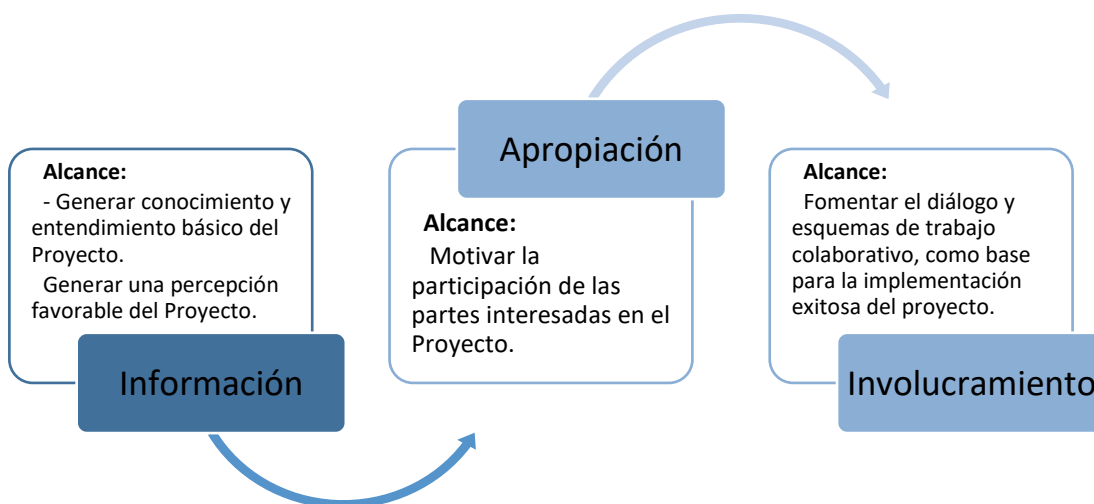 Alcance:
- Generar conocimiento y
entendimiento básico del
Proyecto.
Generar una percepción
favorable del Proyecto.
Información
Apropiación
Alcance:
Motivar la
participación de las
partes interesadas en el
Proyecto.
Alcance:
Fomentar el diálogo y
esquemas de trabajo
colaborativo, como base
para la implementación
exitosa del proyecto.
Involucramiento